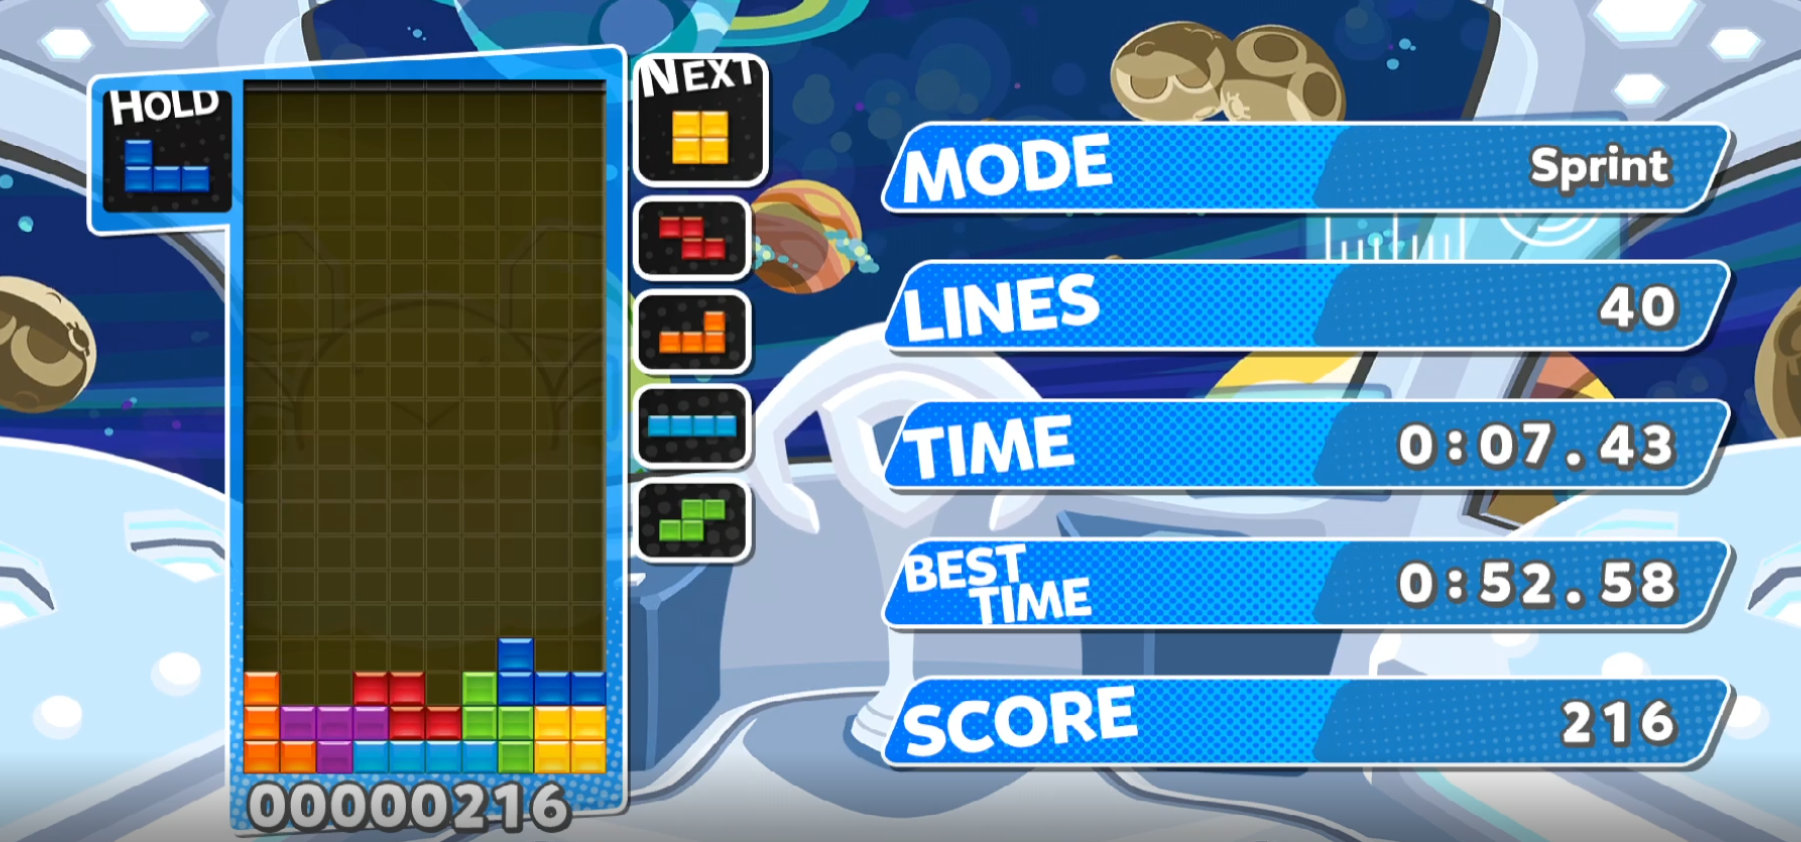 HOLD
NEXT
MODE
Sprint
LINES
40
TIME
0:07.43
BEST
TIME
0:52.58
SCORE
216
00000216